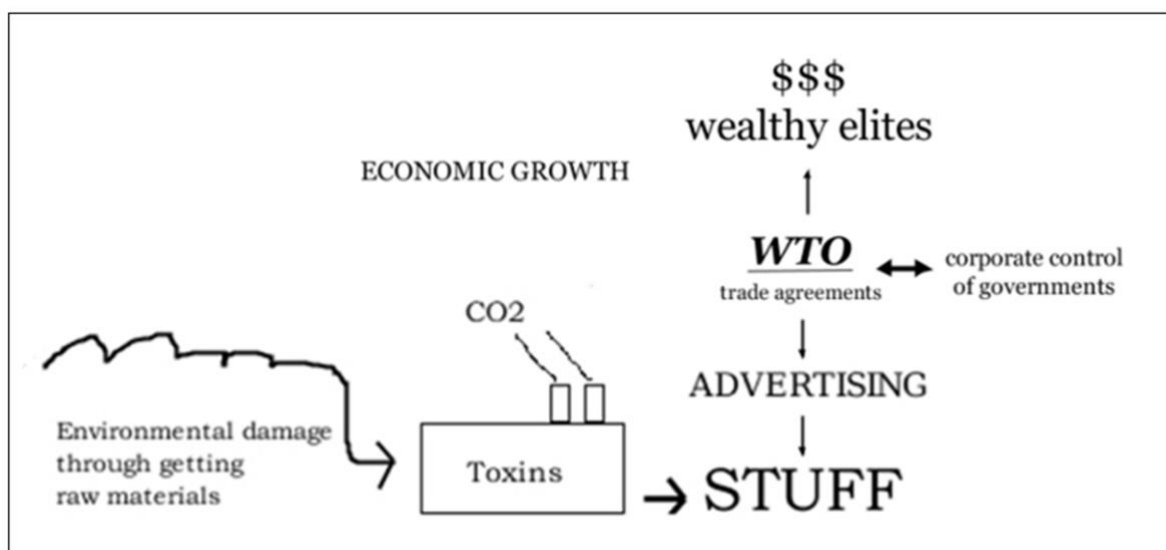 $$$
wealthy elites
ECONOMIC GROWTH
WTO
trade agreements
corporate control
of governments
CO2
ADVERTISING
Environmental damage
through getting
raw materials
Toxins
STUFF